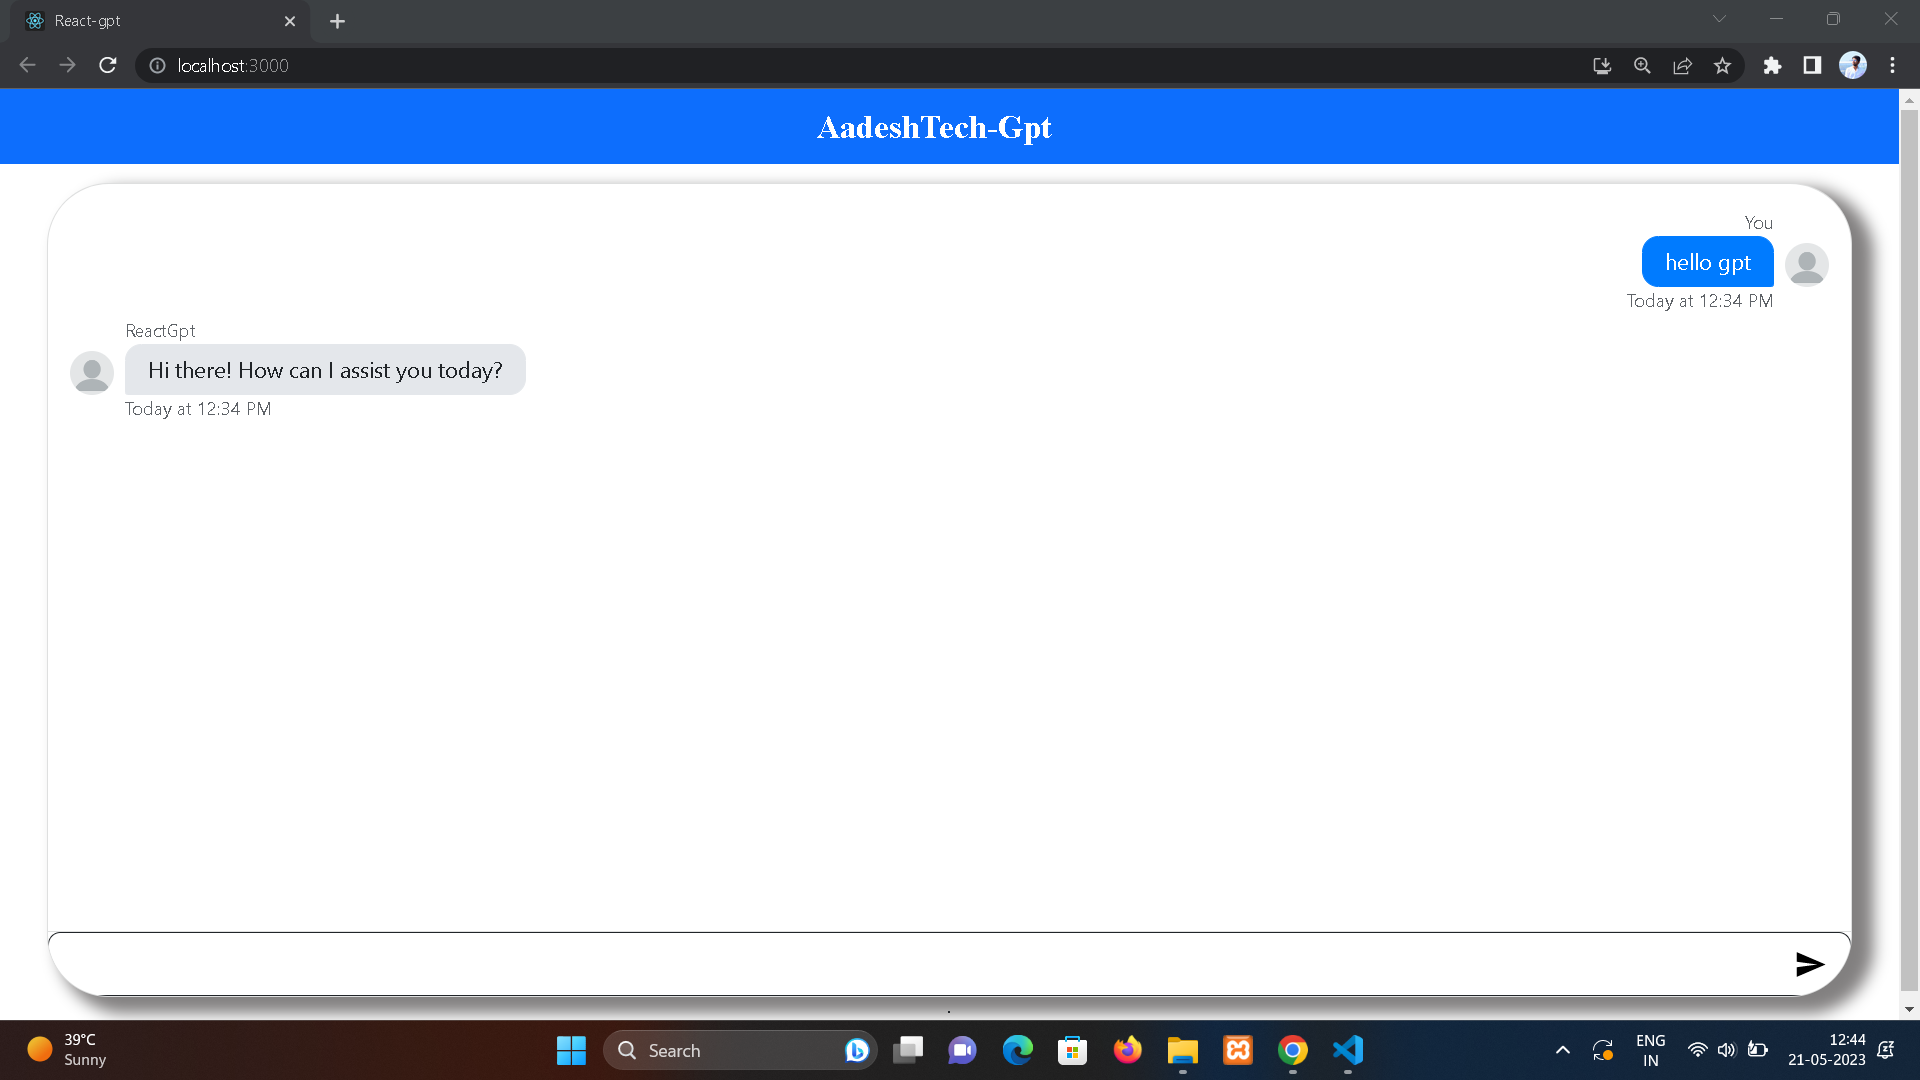 React-gpt
localhost:3000
AadeshTech-Gpt
You
hello gpt
Today at 12:34 PM
ReactGpt
Hi there! How can I assist you today?
Today at 12:34 PM
.
39°C
Sunny
Search
ENG
IN
12:44
21-05-2023